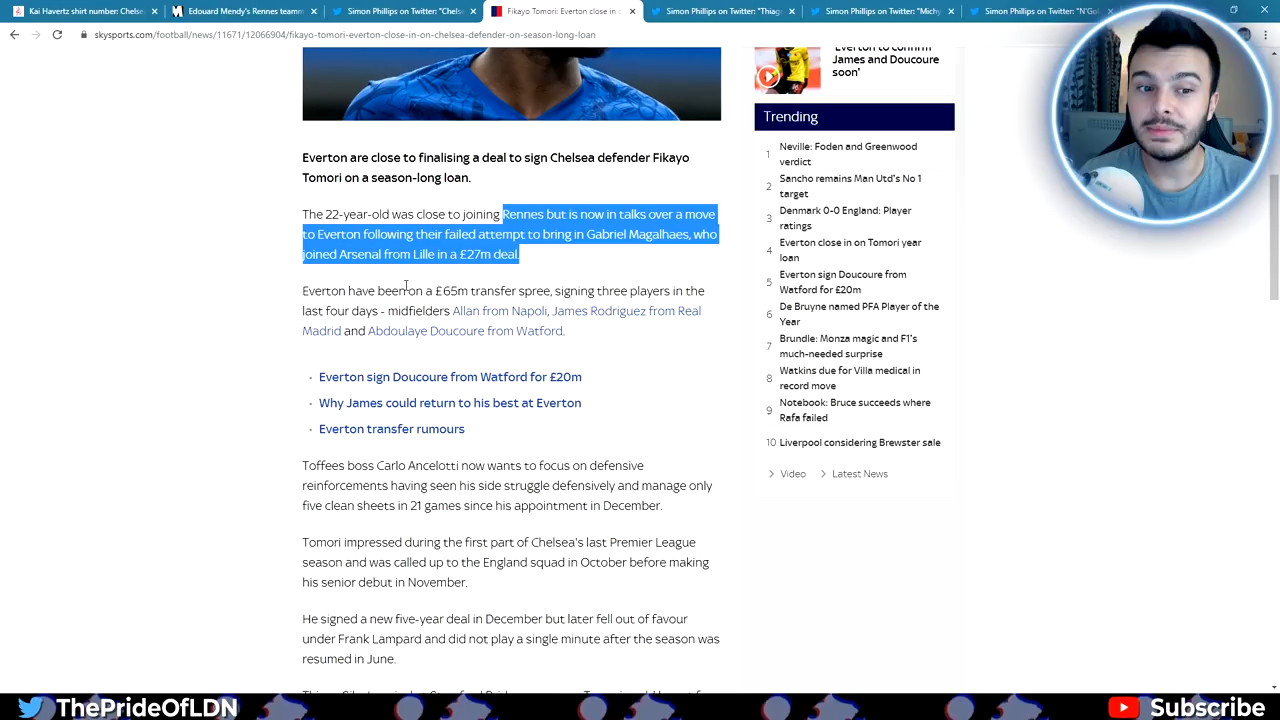 Kai Havertz shirt number: Chelse
Edouard Mendy's Rennes teamm
Simon Phillips on Twitter: "Chels
Fikayo Tomori: Everton close in o
Simon Phillips on Twitter: "Thiag
Simon Phillips on Twitter: "Michy
Simon Phillips on Twitter: "N'Gol
skysports.com/football/news/11671/12066904/fikayo-tomori-everton-close-in-on-chelsea-defender-on-season-long-loan
'Everton to confirm
James and Doucoure
soon'
Trending
1 Neville: Foden and Greenwood
verdict
2 Sancho remains Man Utd's No 1
target
3 Denmark 0-0 England: Player
ratings
4 Everton close in on Tomori year
loan
5 Everton sign Doucoure from
Watford for £20m
6 De Bruyne named PFA Player of the
Year
7 Brundle: Monza magic and F1's
much-needed surprise
8 Watkins due for Villa medical in
record move
9 Notebook: Bruce succeeds where
Rafa failed
10 Liverpool considering Brewster sale
Video Latest News
Everton are close to finalising a deal to sign Chelsea defender Fikayo
Tomori on a season-long loan.
The 22-year-old was close to joining Rennes but is now in talks over a move
to Everton following their failed attempt to bring in Gabriel Magalhaes, who
joined Arsenal from Lille in a £27m deal.
Everton have been on a £65m transfer spree, signing three players in the
last four days - midfielders Allan from Napoli, James Rodriguez from Real
Madrid and Abdoulaye Doucoure from Watford.
Everton sign Doucoure from Watford for £20m
Why James could return to his best at Everton
Everton transfer rumours
Toffees boss Carlo Ancelotti now wants to focus on defensive
reinforcements having seen his side struggle defensively and manage only
five clean sheets in 21 games since his appointment in December.
Tomori impressed during the first part of Chelsea's last Premier League
season and was called up to the England squad in October before making
his senior debut in November.
He signed a new five-year deal in December but later fell out of favour
under Frank Lampard and did not play a single minute after the season was
resumed in June.
ThePrideOfLDN
Subscribe